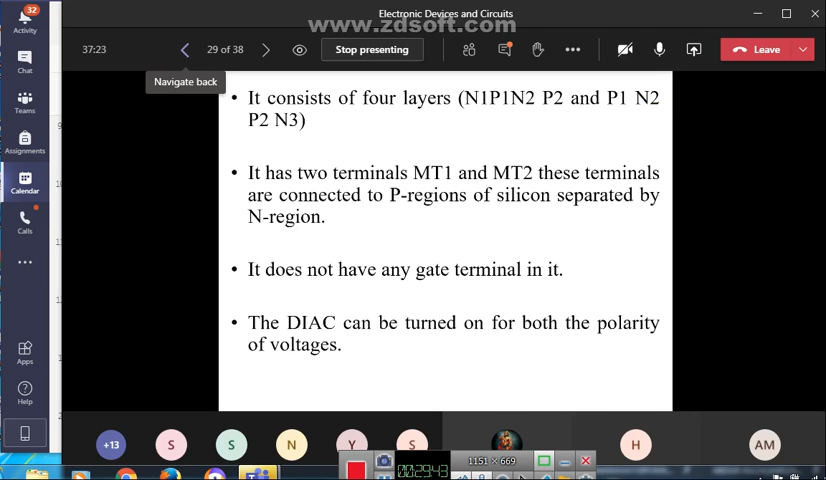 Electronic Devices and Circuits
www.zdsoft.com
32
Activity
Chat
Teams
Assignments
Calendar
Calls
Apps
Help
37:23
29 of 38
Stop presenting
Leave
Navigate back
• It consists of four layers (N1P1N2 P2 and P1 N2
P2 N3)
• It has two terminals MT1 and MT2 these terminals
are connected to P-regions of silicon separated by
N-region.
• It does not have any gate terminal in it.
• The DIAC can be turned on for both the polarity
of voltages.
+13
S
S
N
Y
S
H
AM
00:29:43
1151 × 669